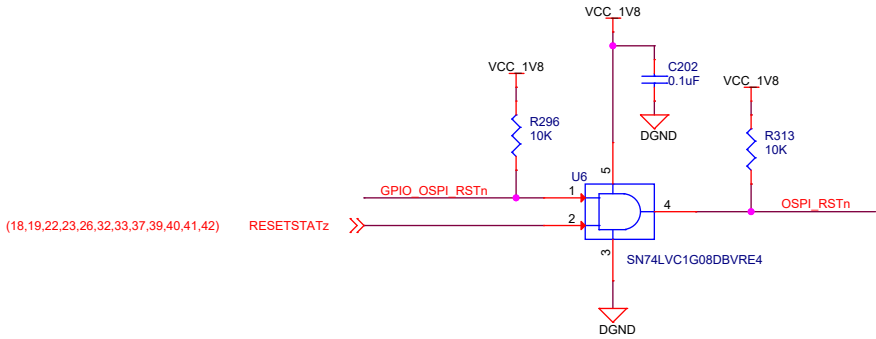 VCC_1V8
VCC_1V8
C202
0.1uF
VCC_1V8
DGND
R296
10K
R313
10K
5
U6
GPIO_OSPI_RSTn
1
4
OSPI_RSTn
(18,19,22,23,26,32,33,37,39,40,41,42)
RESETSTATz
2
3
SN74LVC1G08DBVRE4
DGND